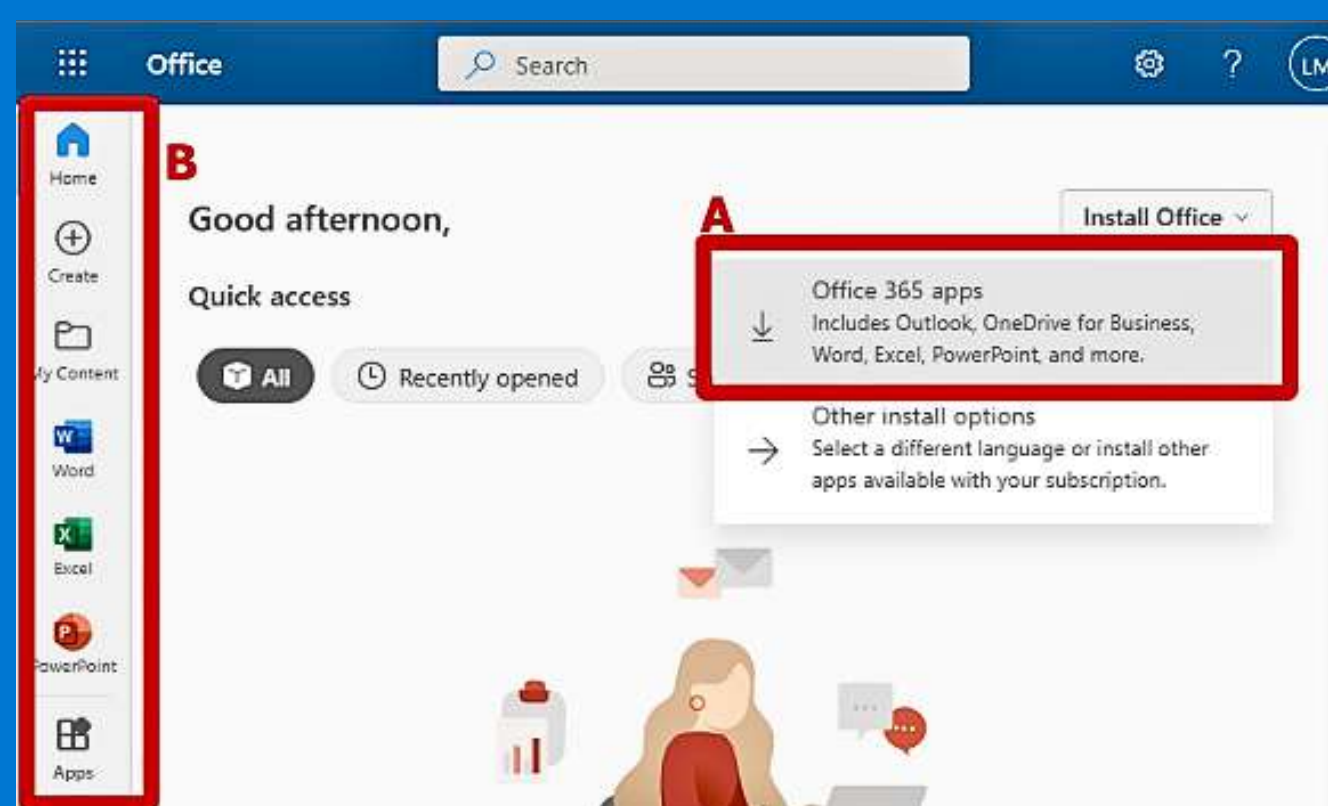 Office
Search
?
LM
Home
B
Create
My Content
W
Word
X
Excel
P
PowerPoint
Apps
Good afternoon,
A
Install Office
Quick access
Office 365 apps
Includes Outlook, OneDrive for Business,
Word, Excel, PowerPoint, and more.
All
Recently opened
S
Other install options
Select a different language or install other
apps available with your subscription.